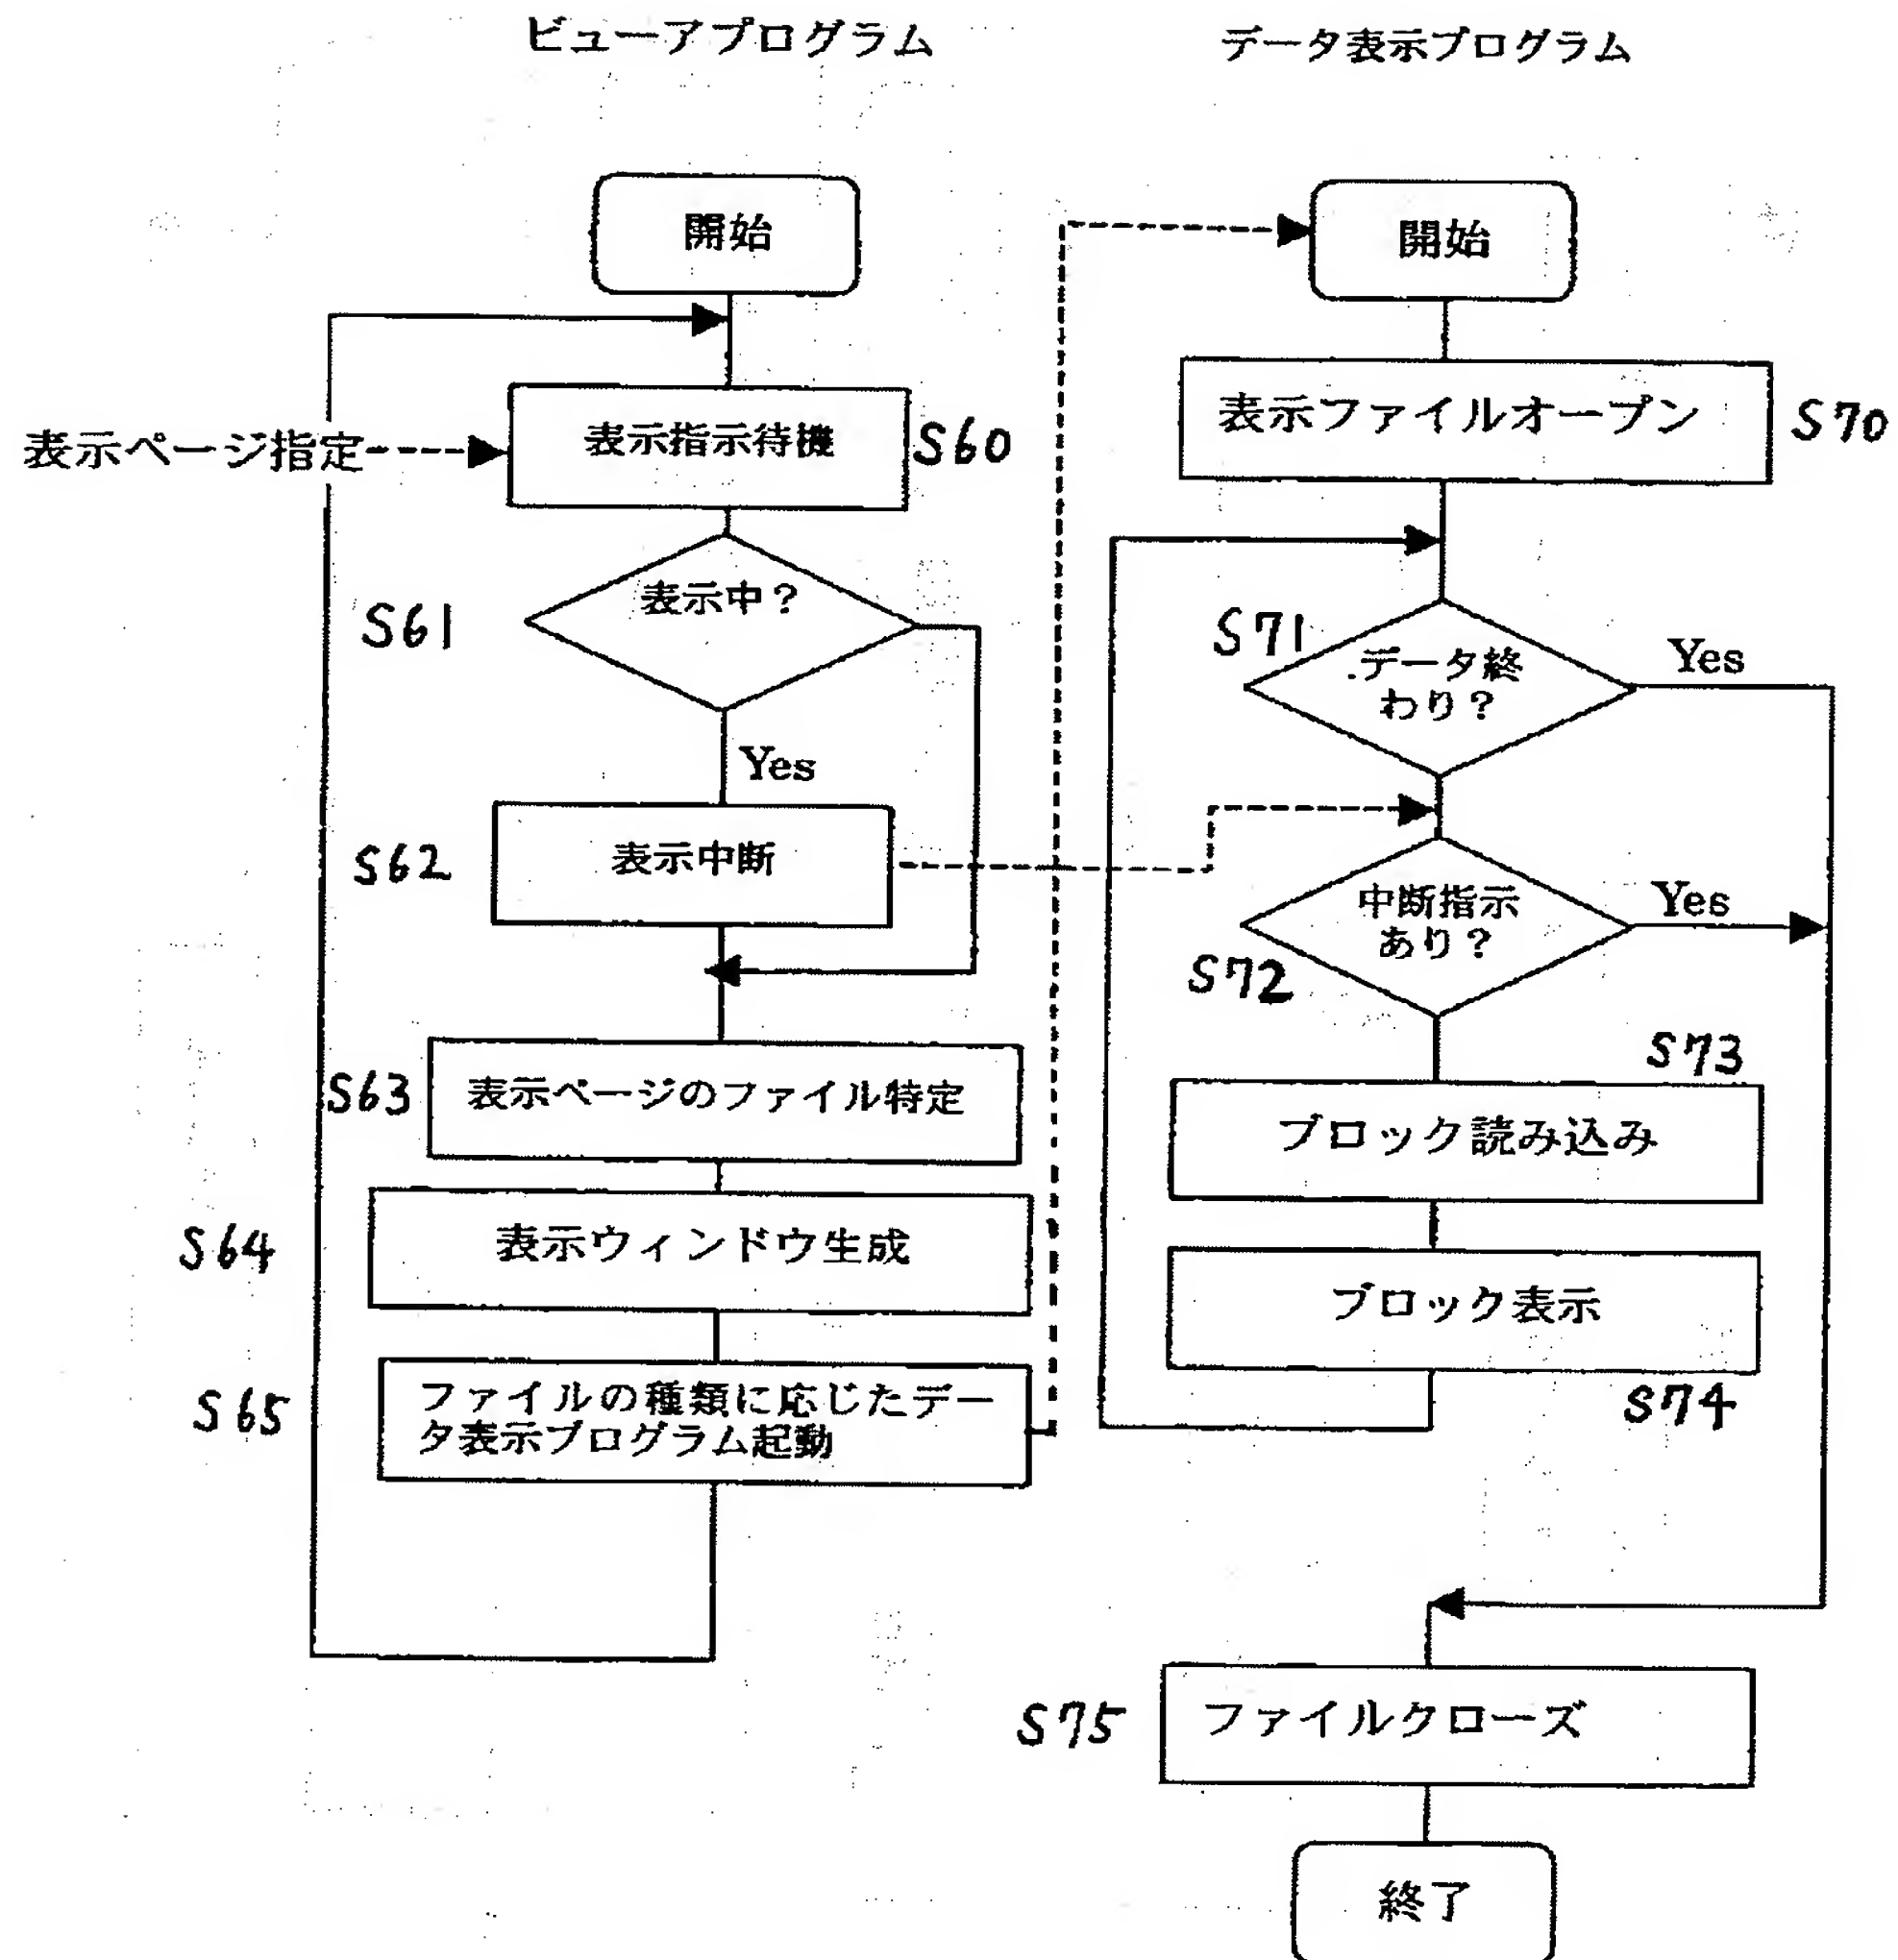 ビューアプログラム
データ表示プログラム
開始
表示ページ指定
表示指示待機
S60
表示中？
S61
Yes
表示中断
S62
S63
表示ページのファイル特定
S64
表示ウィンドウ生成
S65
ファイルの種類に応じたデー
タ表示プログラム起動
開始
表示ファイルオープン
S70
S71
データ終
わり？
Yes
中断指示
あり？
Yes
S72
S73
ブロック読み込み
ブロック表示
S74
S75
ファイルクローズ
終了